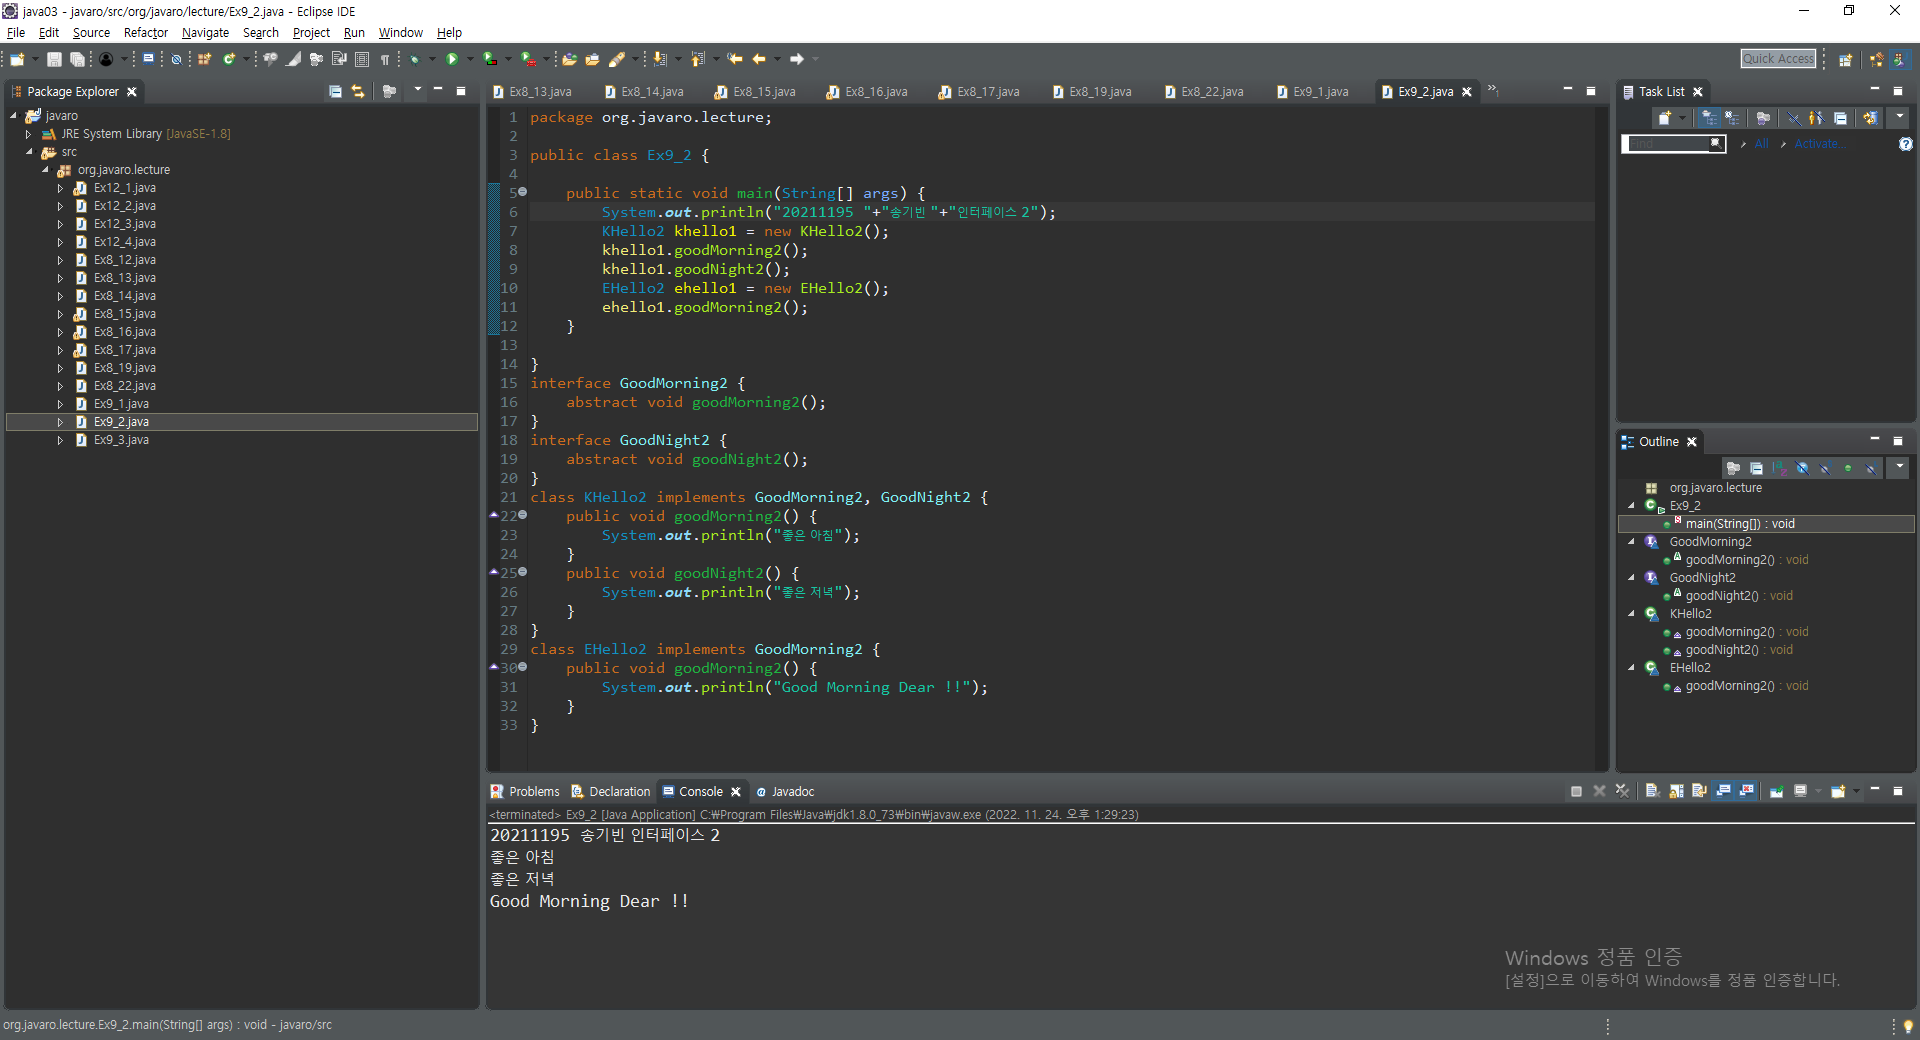 java03 - javaro/src/org/javaro/lecture/Ex9_2.java - Eclipse IDE
File Edit Source Refactor Navigate Search Project Run Window Help
Quick Access
Package Explorer
javaro
JRE System Library [JavaSE-1.8]
src
org.javaro.lecture
Ex12_1.java
Ex12_2.java
Ex12_3.java
Ex12_4.java
Ex8_12.java
Ex8_13.java
Ex8_14.java
Ex8_15.java
Ex8_16.java
Ex8_17.java
Ex8_19.java
Ex8_22.java
Ex9_1.java
Ex9_2.java
Ex9_3.java
Ex8_13.java Ex8_14.java Ex8_15.java Ex8_16.java Ex8_17.java Ex8_19.java Ex8_22.java Ex9_1.java Ex9_2.java »1
1 package org.javaro.lecture;
2
3 public class Ex9_2 {
4
5     public static void main(String[] args) {
6         System.out.println("20211195 "+"송기빈 "+"인터페이스 2");
7         KHello2 khello1 = new KHello2();
8         khello1.goodMorning2();
9         khello1.goodNight2();
10         EHello2 ehello1 = new EHello2();
11         ehello1.goodMorning2();
12     }
13
14 }
15 interface GoodMorning2 {
16     abstract void goodMorning2();
17 }
18 interface GoodNight2 {
19     abstract void goodNight2();
20 }
21 class KHello2 implements GoodMorning2, GoodNight2 {
22     public void goodMorning2() {
23         System.out.println("좋은 아침");
24     }
25     public void goodNight2() {
26         System.out.println("좋은 저녁");
27     }
28 }
29 class EHello2 implements GoodMorning2 {
30     public void goodMorning2() {
31         System.out.println("Good Morning Dear !!");
32     }
33 }
Task List
Find All Activate...
Outline
org.javaro.lecture
Ex9_2
main(String[]) : void
GoodMorning2
goodMorning2() : void
GoodNight2
goodNight2() : void
KHello2
goodMorning2() : void
goodNight2() : void
EHello2
goodMorning2() : void
Problems Declaration Console Javadoc
<terminated> Ex9_2 [Java Application] C:₩Program Files₩Java₩jdk1.8.0_73₩bin₩javaw.exe (2022. 11. 24. 오후 1:29:23)
20211195 송기빈 인터페이스 2
좋은 아침
좋은 저녁
Good Morning Dear !!
Windows 정품 인증
[설정]으로 이동하여 Windows를 정품 인증합니다.
org.javaro.lecture.Ex9_2.main(String[] args) : void - javaro/src